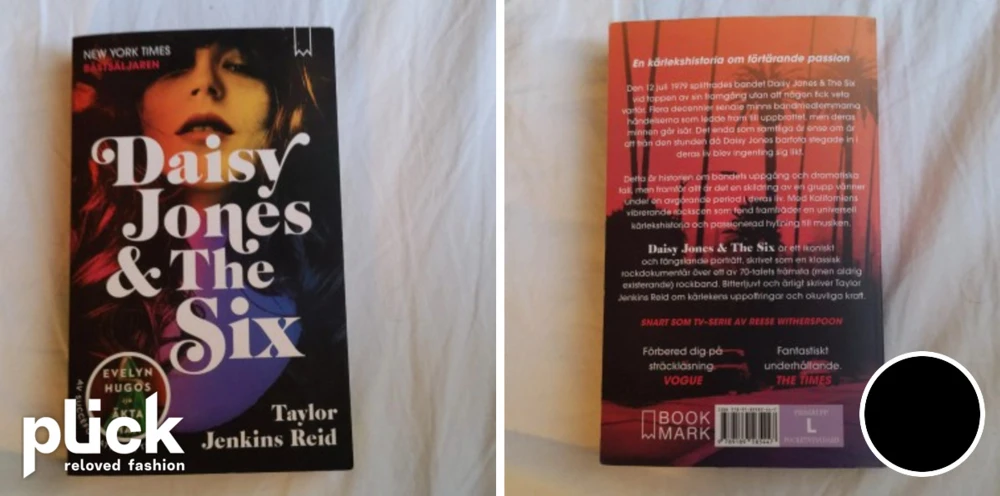 NEW YORK TIMES
BÄSTSÄLJAREN
Daisy
Jones
& The
Six
EVELYN
HUGOS
ÄKTA
Taylor
Jenkins Reid
plick
reloved fashion
En kärlekshistoria om förtärande passion
Den 12 juli 1979 splittrades bandet Daisy Jones & The Six
vid toppen av sin framgång utan att någon fick veta
varför. Flera decennier senare minns bandmedlemmarna
händelserna som ledde fram till uppbrottet, men deras
minnen går isär. Det enda som samtliga är ense om är
att från den stunden då Daisy Jones barfota stegade in i
deras liv blev ingenting sig likt.
Detta är historien om bandets uppgång och dramatiska
fall, men framför allt är det en skildring av en grupp vänner
under en avgörande period i deras liv. Med Kaliforniens
vibrerande rockscen som fond framträder en universell
kärlekshistoria och passionerad hyllning till musiken.
Daisy Jones & The Six är ett ikoniskt
och fängslande porträtt, skrivet som en klassisk
rockdokumentär över ett av 70-talets främsta (men aldrig
existerande) rockband. Bitterljuvt och ärligt skriver Taylor
Jenkins Reid om kärlekens uppoffringar och okuvliga kraft.
SNART SOM TV-SERIE AV REESE WITHERSPOON
Förbered dig på
sträckläsning.
VOGUE
Fantastiskt
underhållande.
THE TIMES
BOOK
MARK
L